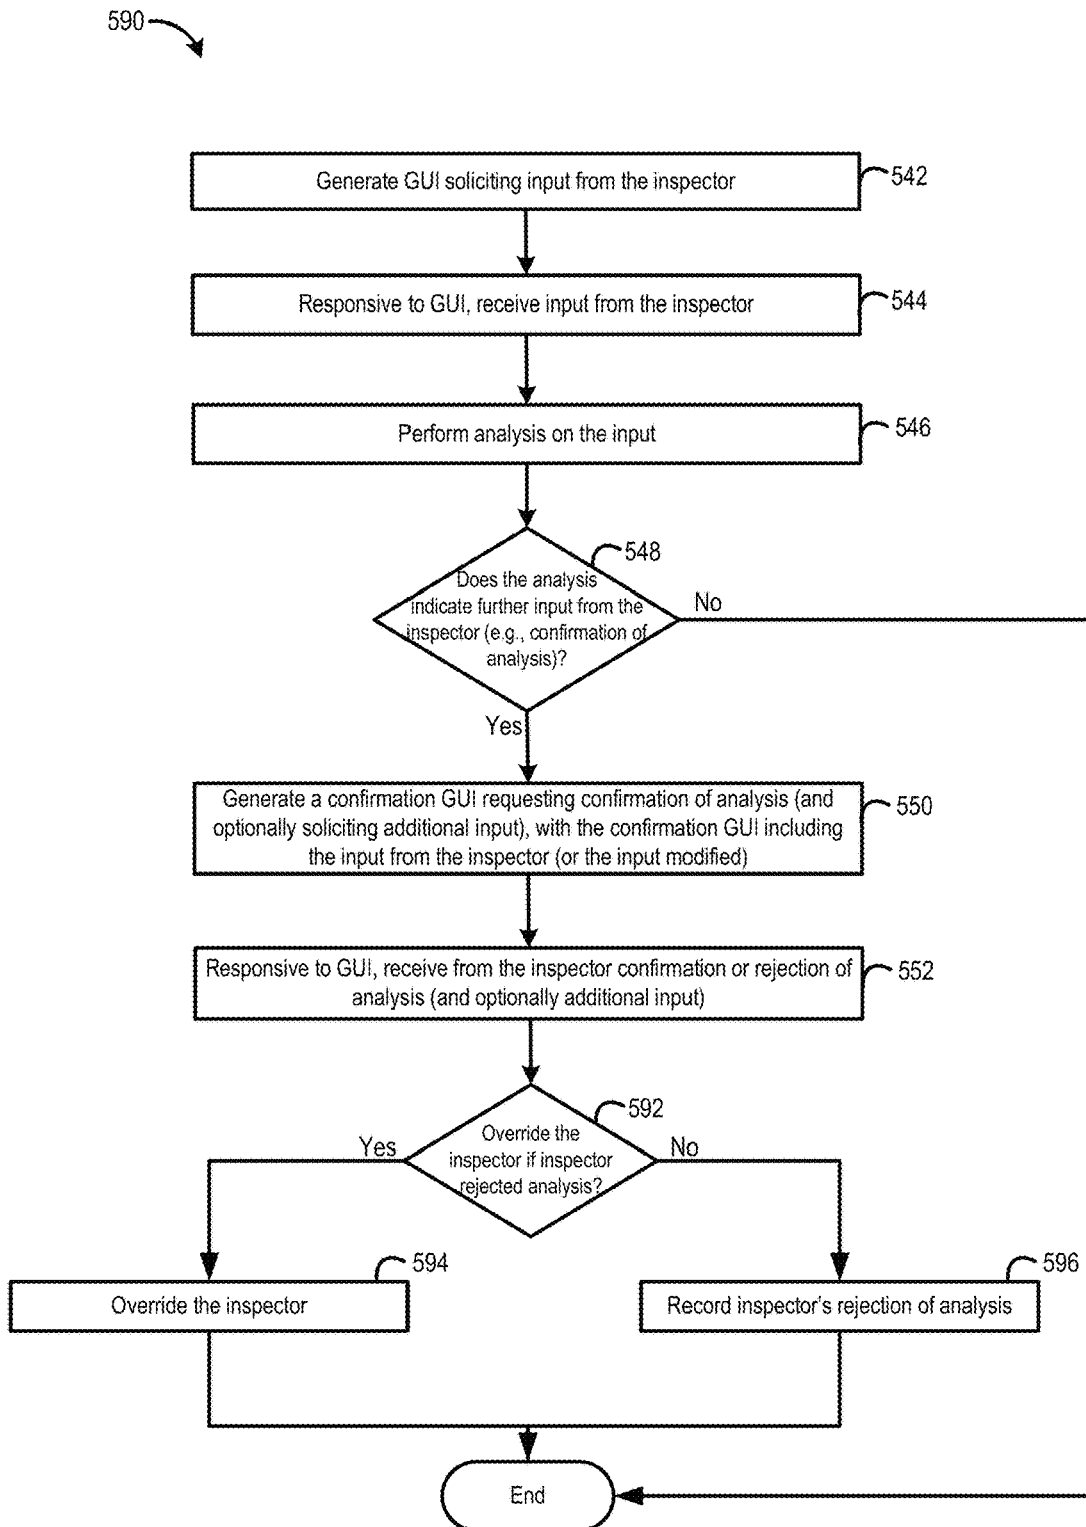 590
Generate GUI soliciting input from the inspector
542
Responsive to GUI, receive input from the inspector
544
Perform analysis on the input
546
548
Does the analysis
indicate further input from the
inspector (e.g., confirmation of
analysis)?
No
Yes
Generate a confirmation GUI requesting confirmation of analysis (and
optionally soliciting additional input), with the confirmation GUI including
the input from the inspector (or the input modified)
550
Responsive to GUI, receive from the inspector confirmation or rejection of
analysis (and optionally additional input)
552
592
Override the
inspector if inspector
rejected analysis?
Yes
No
594
Override the inspector
596
Record inspector's rejection of analysis
End